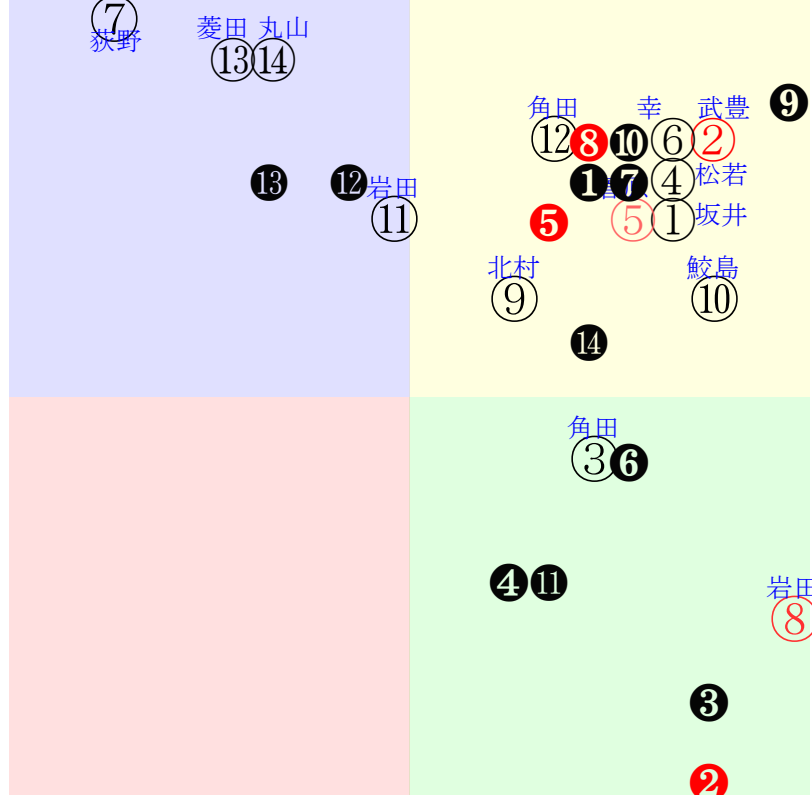 ⑦
荻野
菱田 丸山
⑬⑭
❾
角田 幸 武豊
⑫❽❿⑥②
⓭ ⓬岩田 ❶❼④松若
⑪ ❺ ⑤①坂井
北村 鮫島
⑨ ⑩
⓮
角田
③❻
❹⓫
岩田
⑧
❸
❷